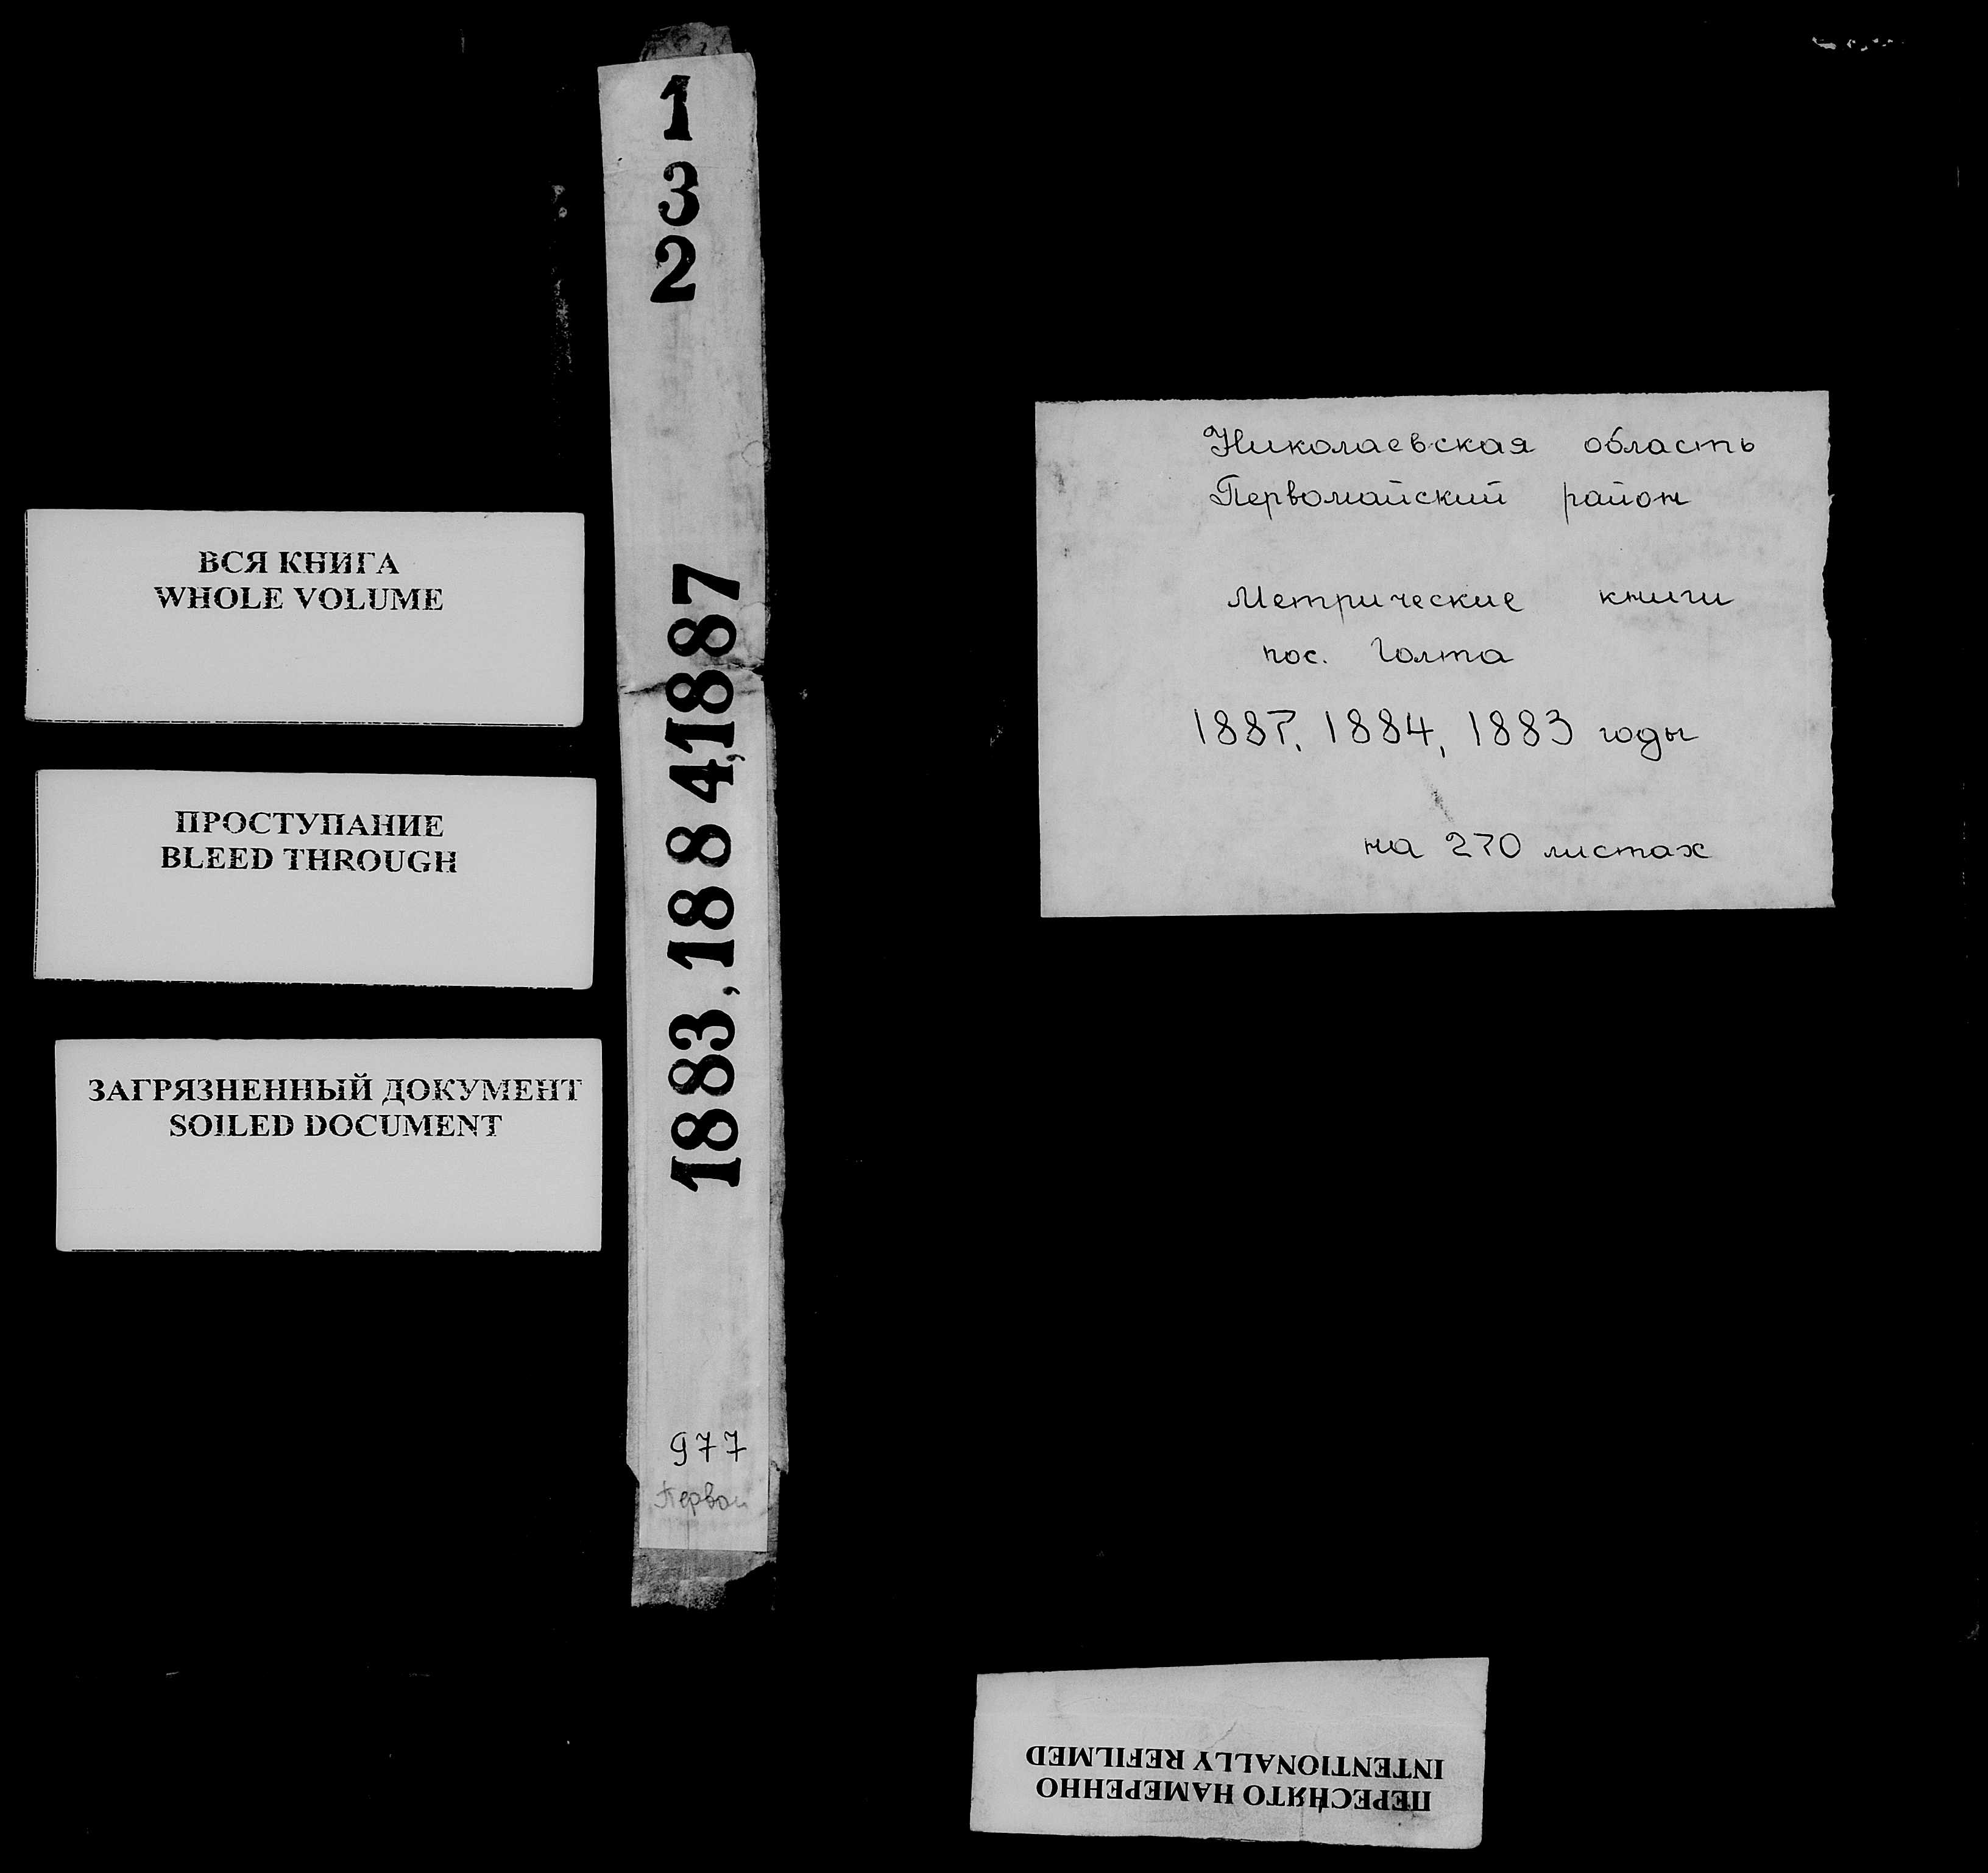 ВСЯ КНИГА
WHOLE VOLUME
ПРОСТУПАНИЕ
BLEED THROUGH
ЗАГРЯЗНЕННЫЙ ДОКУМЕНТ
SOILED DOCUMENT
1
3
2
1883, 1884, 1887
977
Первом
Николаевская область
Первомайский район
Метрические книги
пос. Голта
1887, 1884, 1883 годы
на 270 листах
ПЕРЕСНЯТО НАМЕРЕННО
INTENTIONALLY REFILMED